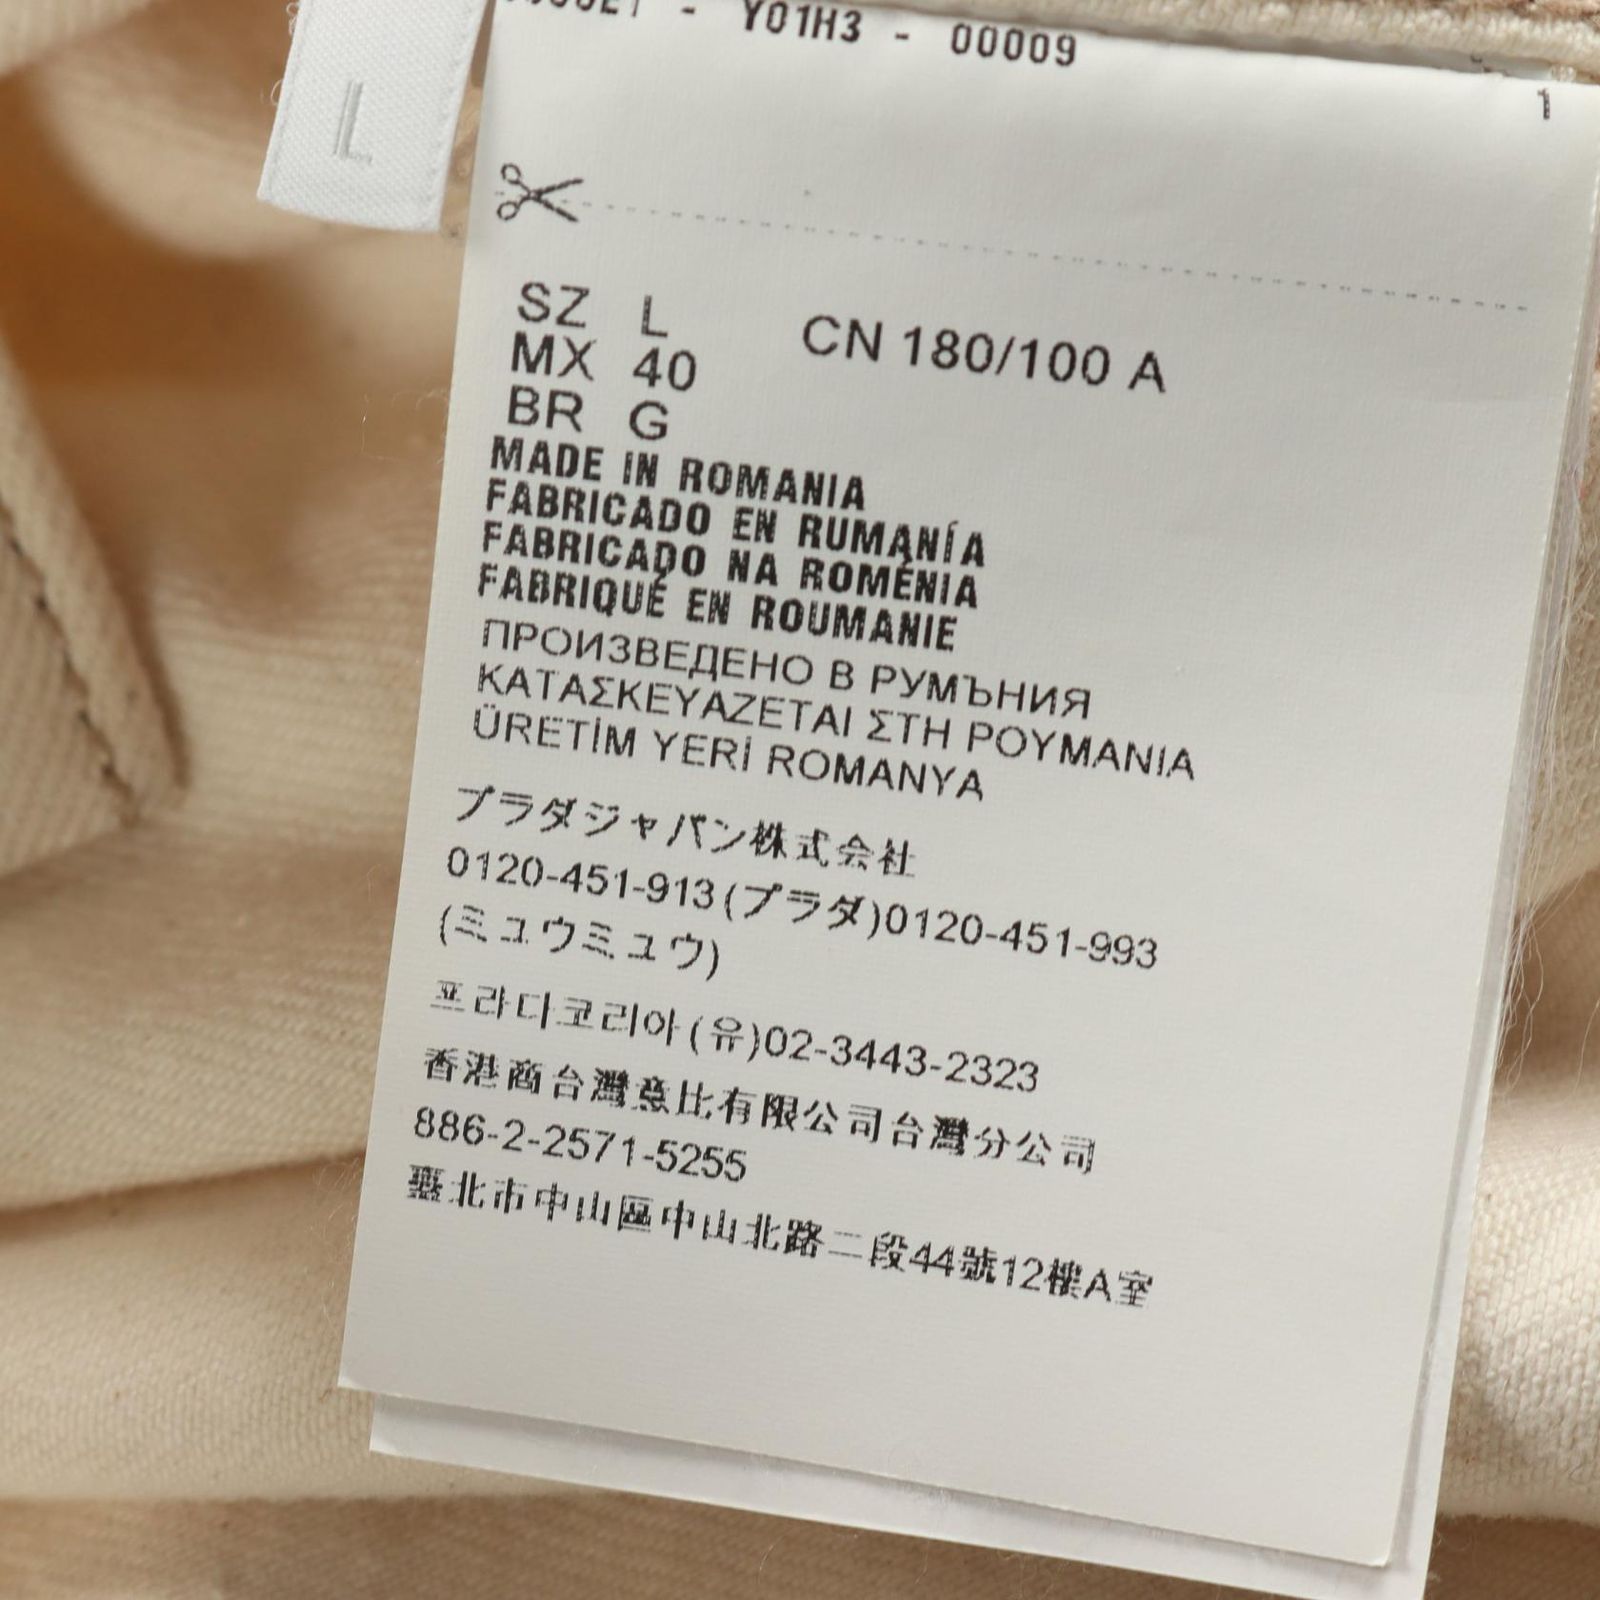 - Y01H3 - 00009
1
L
SZ L CN 180/100 A
MX 40
BR G
MADE IN ROMANIA
FABRICADO EN RUMANÍA
FABRICADO NA ROMÉNIA
FABRIQUÉ EN ROUMANIE
ПРОИЗВЕДЕНО В РУМЪНИЯ
ΚΑΤΑΣΚΕΥΑΖΕΤΑΙ ΣΤΗ ΡΟΥΜΑΝΙΑ
ÜRETİM YERİ ROMANYA
プラダジャパン株式会社
0120-451-913(プラダ)0120-451-993
(ミュウミュウ)
프라다코리아(유)02-3443-2323
香港商台灣意比有限公司台灣分公司
886-2-2571-5255
臺北市中山區中山北路二段44號12樓A室